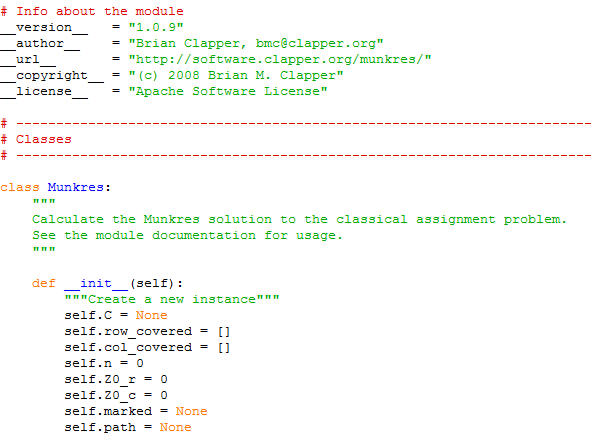 # Info about the module
__version__   = "1.0.9"
__author__    = "Brian Clapper, bmc@clapper.org"
__url__       = "http://software.clapper.org/munkres/"
__copyright__ = "(c) 2008 Brian M. Clapper"
__license__   = "Apache Software License"
# ---------------------------------------------------------------------------
# Classes
# ---------------------------------------------------------------------------
class Munkres:
    """
    Calculate the Munkres solution to the classical assignment problem.
    See the module documentation for usage.
    """
    def __init__(self):
        """Create a new instance"""
        self.C = None
        self.row_covered = []
        self.col_covered = []
        self.n = 0
        self.Z0_r = 0
        self.Z0_c = 0
        self.marked = None
        self.path = None